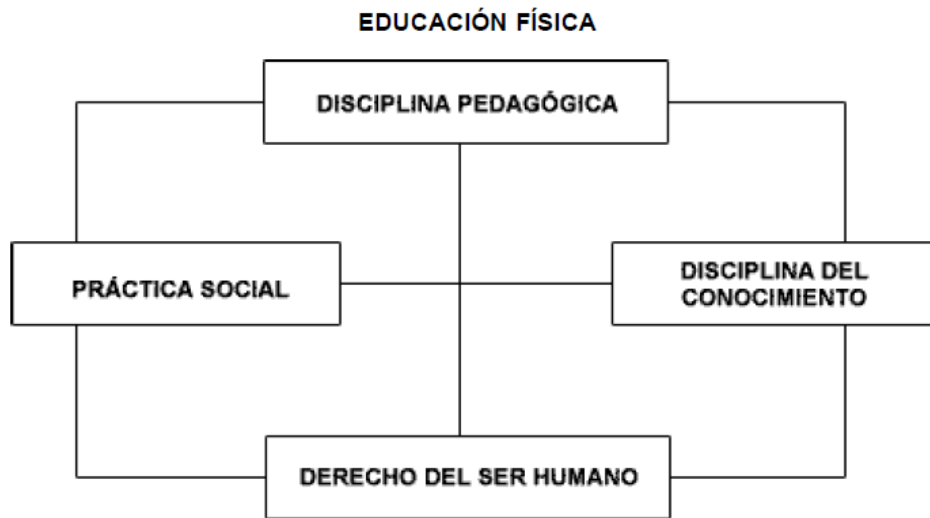 EDUCACIÓN FÍSICA
DISCIPLINA PEDAGÓGICA
PRÁCTICA SOCIAL
DISCIPLINA DEL
CONOCIMIENTO
DERECHO DEL SER HUMANO